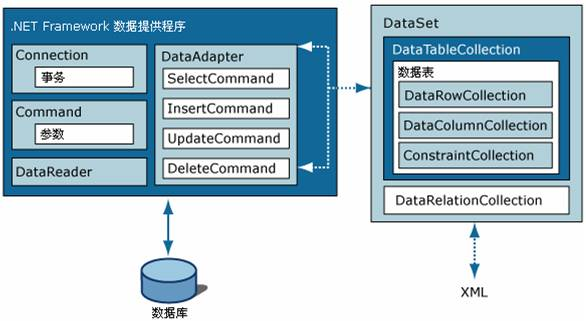 .NET Framework 数据提供程序
Connection
事务
Command
参数
DataReader
DataAdapter
SelectCommand
InsertCommand
UpdateCommand
DeleteCommand
数据库
DataSet
DataTableCollection
数据表
DataRowCollection
DataColumnCollection
ConstraintCollection
DataRelationCollection
XML